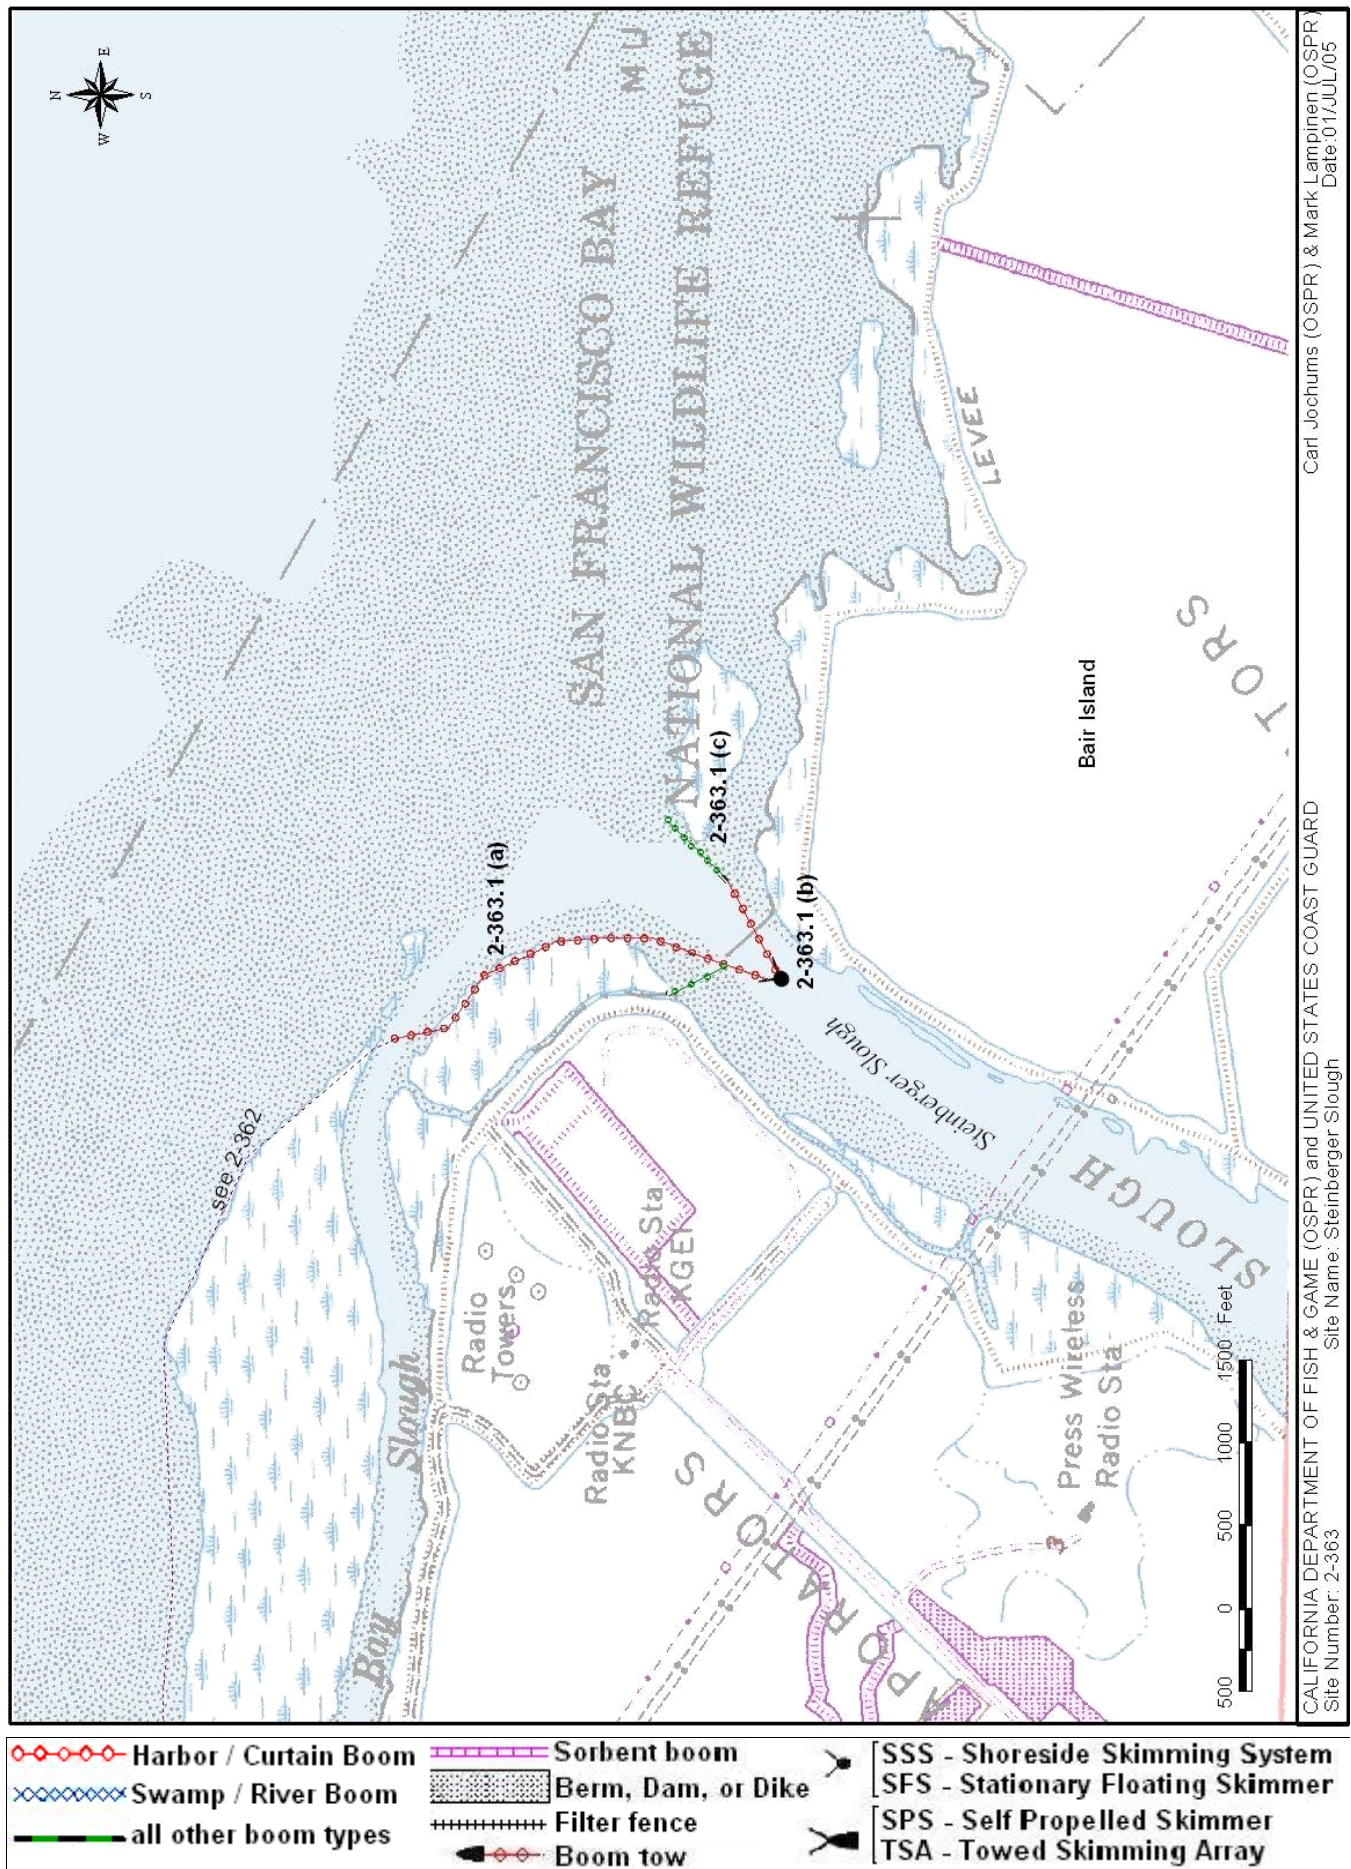 N
E
S
W
SAN FRANCISCO BAY
NATIONAL WILDLIFE REFUGE
M U
see 2-362
2-363.1 (a)
2-363.1 (c)
2-363.1 (b)
LEVEE
Bair Island
Steinberger Slough
SLOUGH
Bay Slough
Radio
Towers
Radio Sta
KGEI
Radio Sta
KNBC
Press Wireless
Radio Sta
APORATORS
TORS
3
500 0 500 1000 1500 Feet
CALIFORNIA DEPARTMENT OF FISH & GAME (OSPR) and UNITED STATES COAST GUARD
Carl Jochums (OSPR) & Mark Lampinen (OSPR)
Site Number: 2-363
Site Name: Steinberger Slough
Date:01/JUL/05
Harbor / Curtain Boom
Swamp / River Boom
all other boom types
Sorbent boom
Berm, Dam, or Dike
Filter fence
Boom tow
SSS - Shoreside Skimming System
SFS - Stationary Floating Skimmer
SPS - Self Propelled Skimmer
TSA - Towed Skimming Array